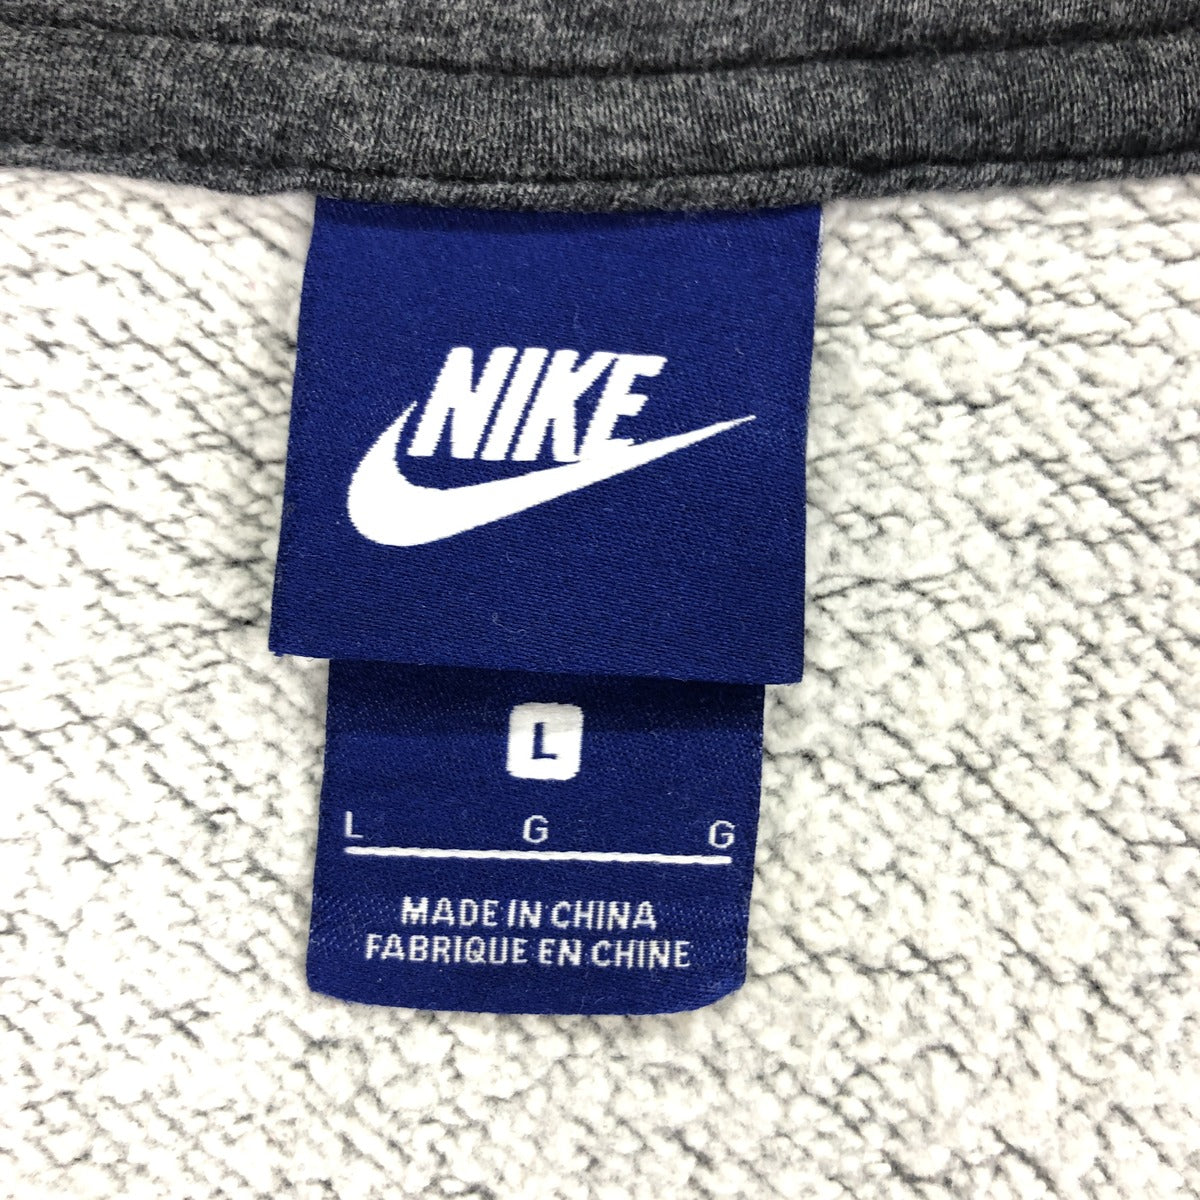 NIKE
L
L G G
MADE IN CHINA
FABRIQUE EN CHINE